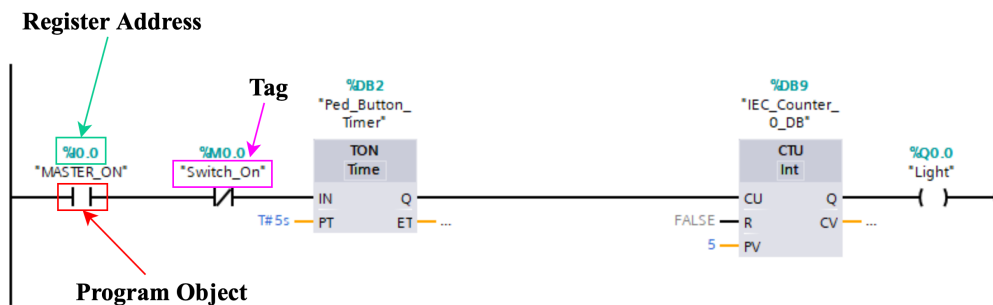 Register Address
Tag
%I0.0
"MASTER_ON"
%M0.0
"Switch_On"
%DB2
"Ped_Button_
Timer"
TON
Time
IN
Q
T#5s
PT
ET
...
%DB9
"IEC_Counter_
0_DB"
CTU
Int
CU
Q
FALSE
R
CV
...
5
PV
%Q0.0
"Light"
Program Object